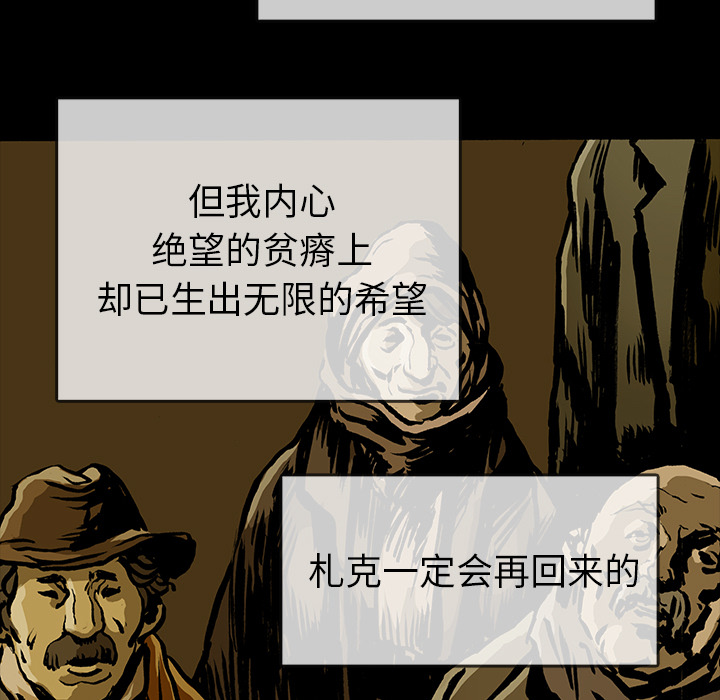 但我内心
绝望的贫瘠上
却已生出无限的希望
札克一定会再回来的